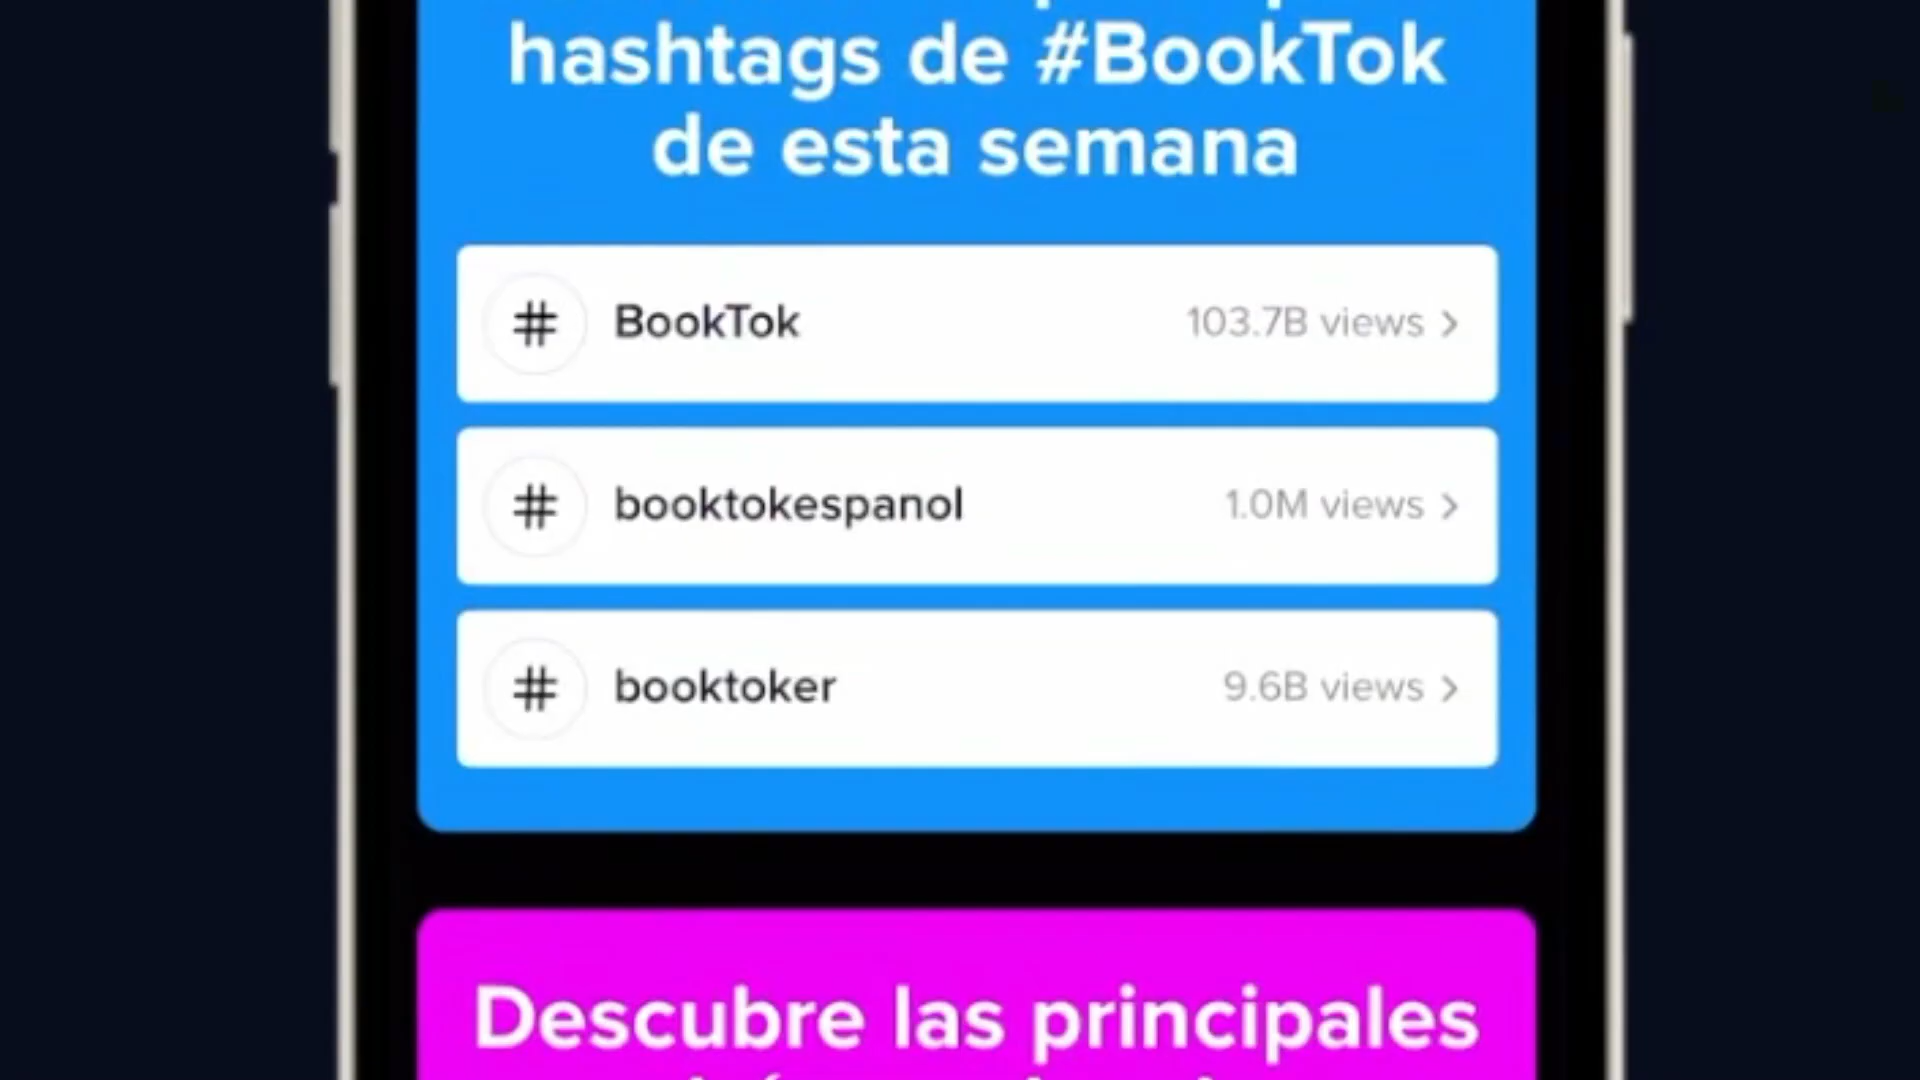 hashtags de #BookTok
de esta semana
# BookTok 103.7B views >
# booktokespanol 1.0M views >
# booktoker 9.6B views >
Descubre las principales